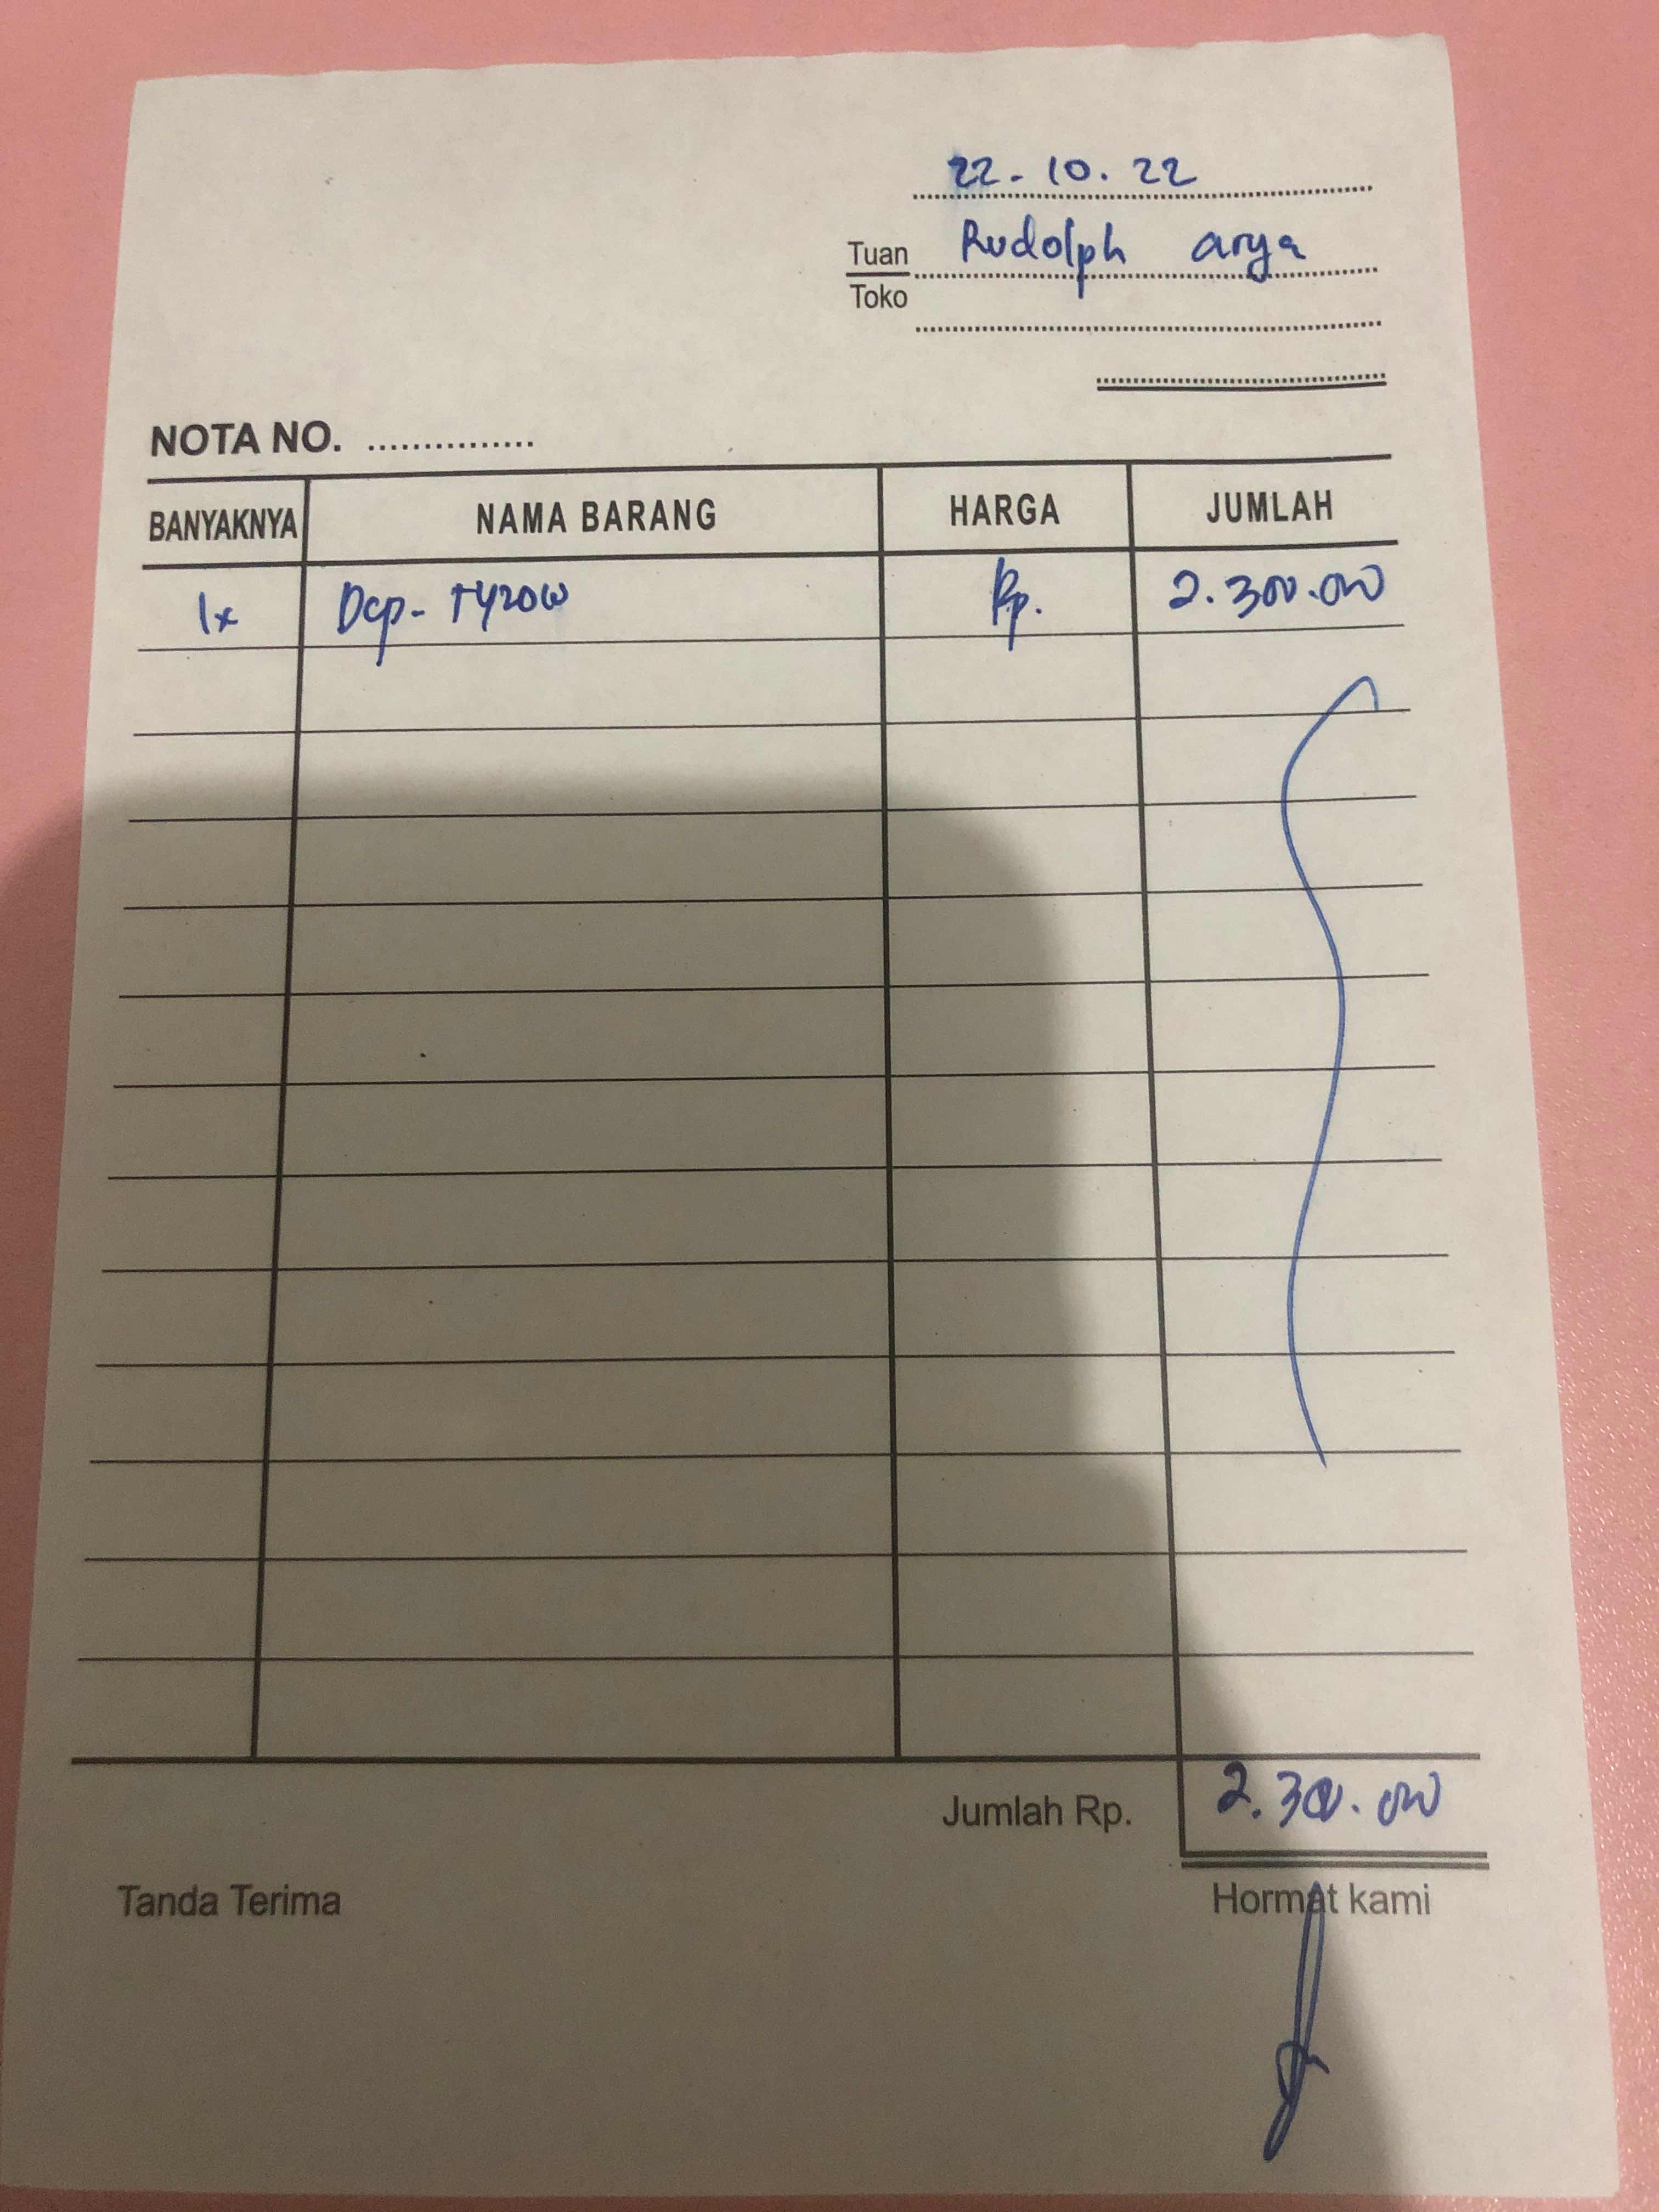 22-10.22
Tuan Rudolph arya
Toko
NOTA NO. ...............
BANYAKNYA NAMA BARANG HARGA JUMLAH
1x Dcp- T420W Rp. 2.300.000
Jumlah Rp. 2.300.000
Tanda Terima Hormat kami